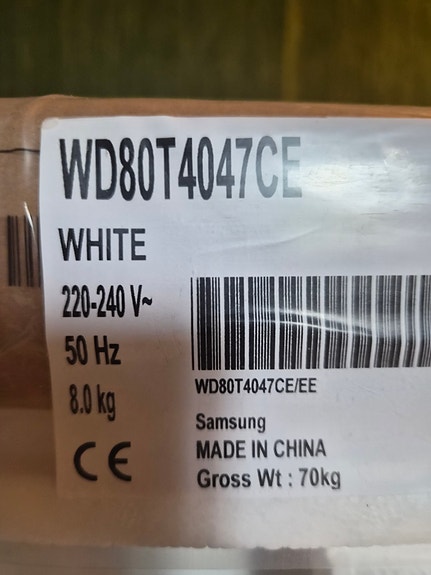 WD80T4047CE
WHITE
220-240 V~
50 Hz
8.0 kg
CE
WD80T4047CE/EE
Samsung
MADE IN CHINA
Gross Wt : 70kg